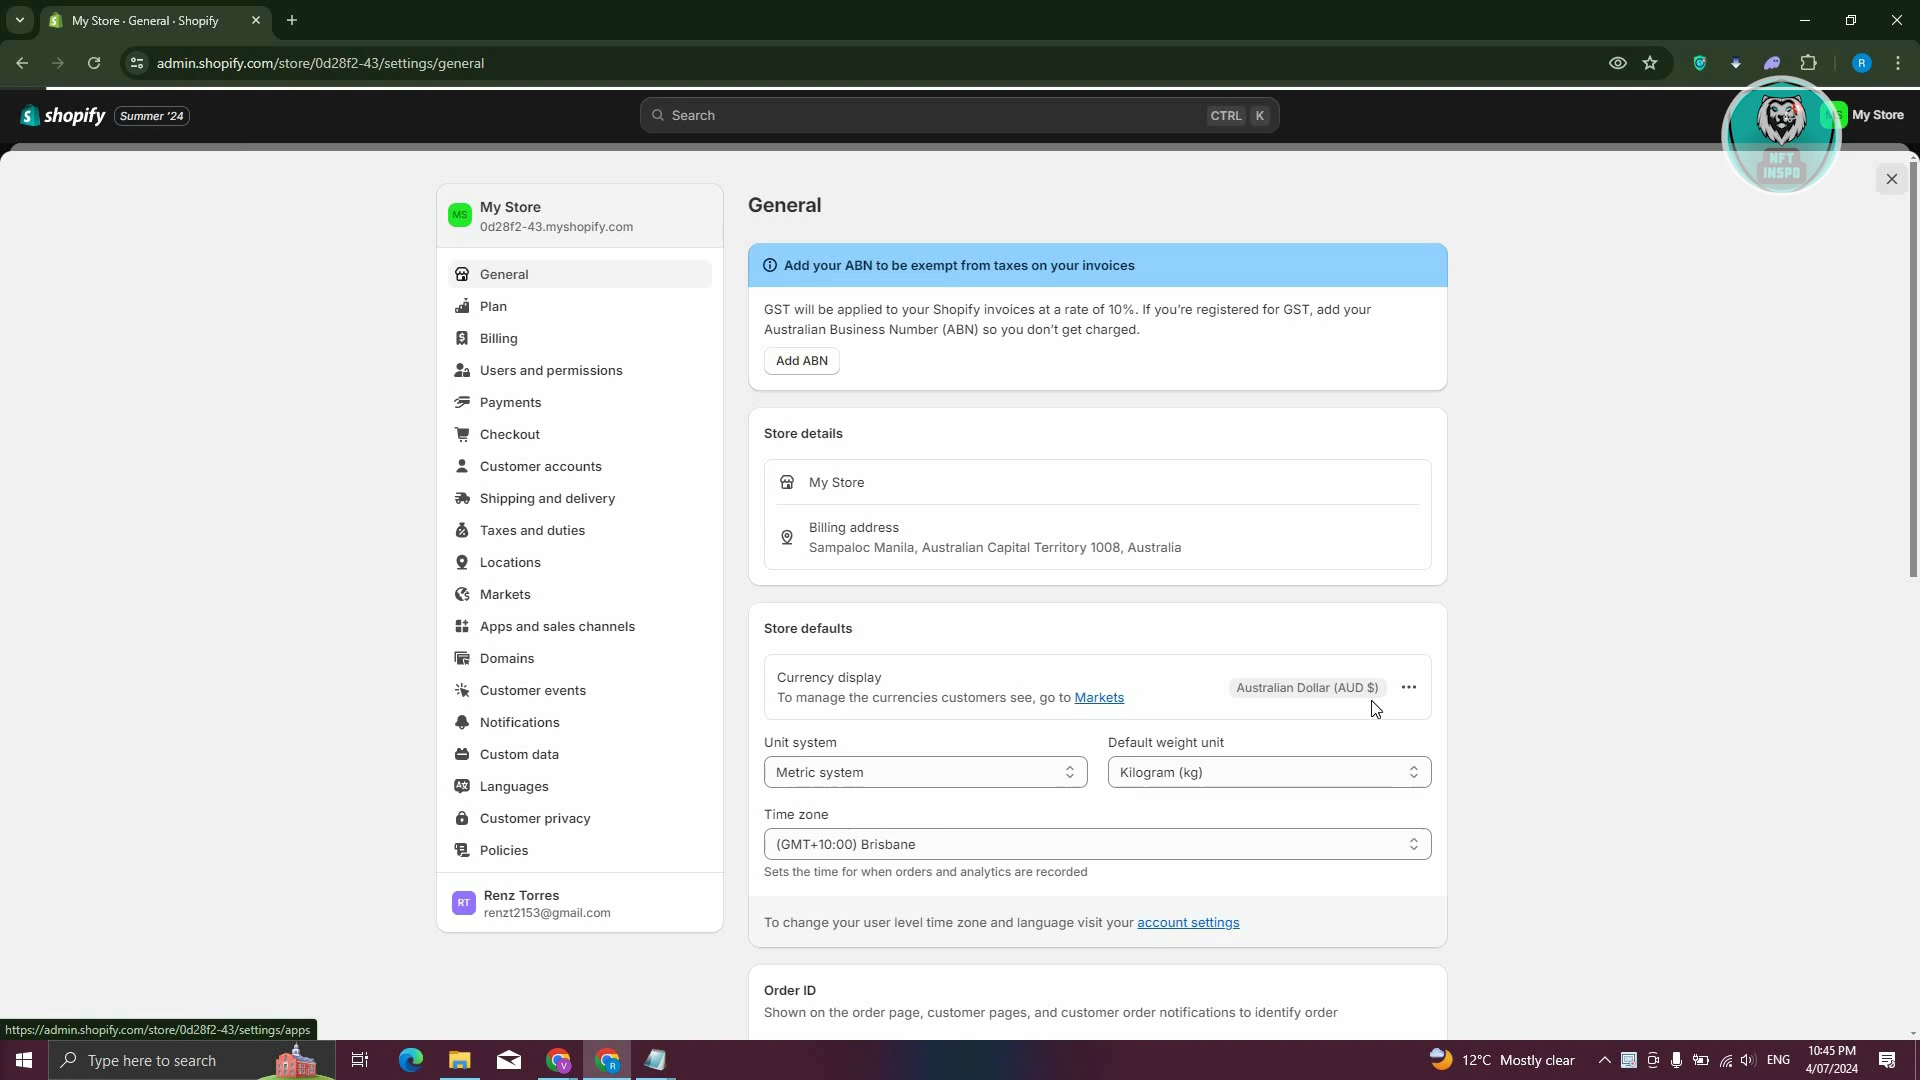 My Store · General · Shopify
admin.shopify.com/store/0d28f2-43/settings/general
R
shopify
Summer '24
Search
CTRL K
My Store
NFT
INSPO
MS
My Store
0d28f2-43.myshopify.com
General
Plan
Billing
Users and permissions
Payments
Checkout
Customer accounts
Shipping and delivery
Taxes and duties
Locations
Markets
Apps and sales channels
Domains
Customer events
Notifications
Custom data
Languages
Customer privacy
Policies
RT
Renz Torres
renzt2153@gmail.com
General
Add your ABN to be exempt from taxes on your invoices
GST will be applied to your Shopify invoices at a rate of 10%. If you're registered for GST, add your
Australian Business Number (ABN) so you don't get charged.
Add ABN
Store details
My Store
Billing address
Sampaloc Manila, Australian Capital Territory 1008, Australia
Store defaults
Currency display
To manage the currencies customers see, go to Markets
Australian Dollar (AUD $)
Unit system
Default weight unit
Metric system
Kilogram (kg)
Time zone
(GMT+10:00) Brisbane
Sets the time for when orders and analytics are recorded
To change your user level time zone and language visit your account settings
Order ID
Shown on the order page, customer pages, and customer order notifications to identify order
https://admin.shopify.com/store/0d28f2-43/settings/apps
Type here to search
12°C Mostly clear
ENG
10:45 PM
4/07/2024